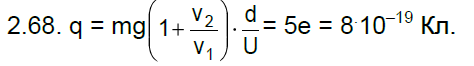 2.68. q = mg(1 + v₂/v₁) · d/U = 5e = 8·10⁻¹⁹ Кл.